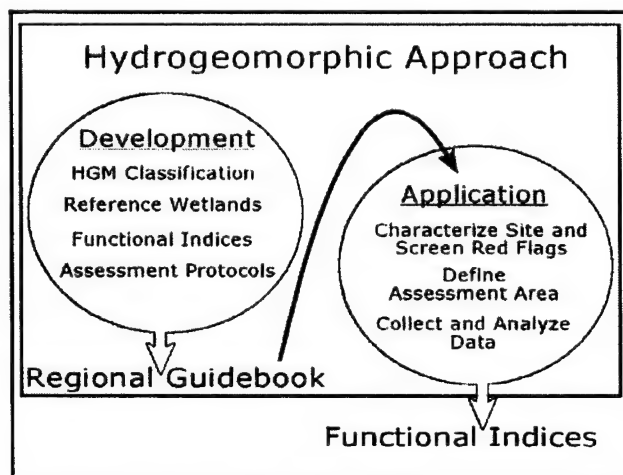 Hydrogeomorphic Approach
Development
HGM Classification
Reference Wetlands
Functional Indices
Assessment Protocols
Regional Guidebook
Application
Characterize Site and
Screen Red Flags
Define
Assessment Area
Collect and Analyze
Data
Functional Indices